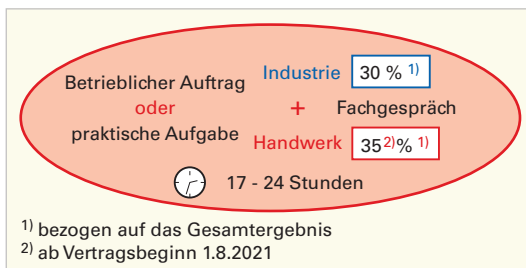 Betrieblicher Auftrag
oder
praktische Aufgabe
Industrie 30 % 1)
+ Fachgespräch
Handwerk 35 2) % 1)
17 - 24 Stunden
1) bezogen auf das Gesamtergebnis
2) ab Vertragsbeginn 1.8.2021